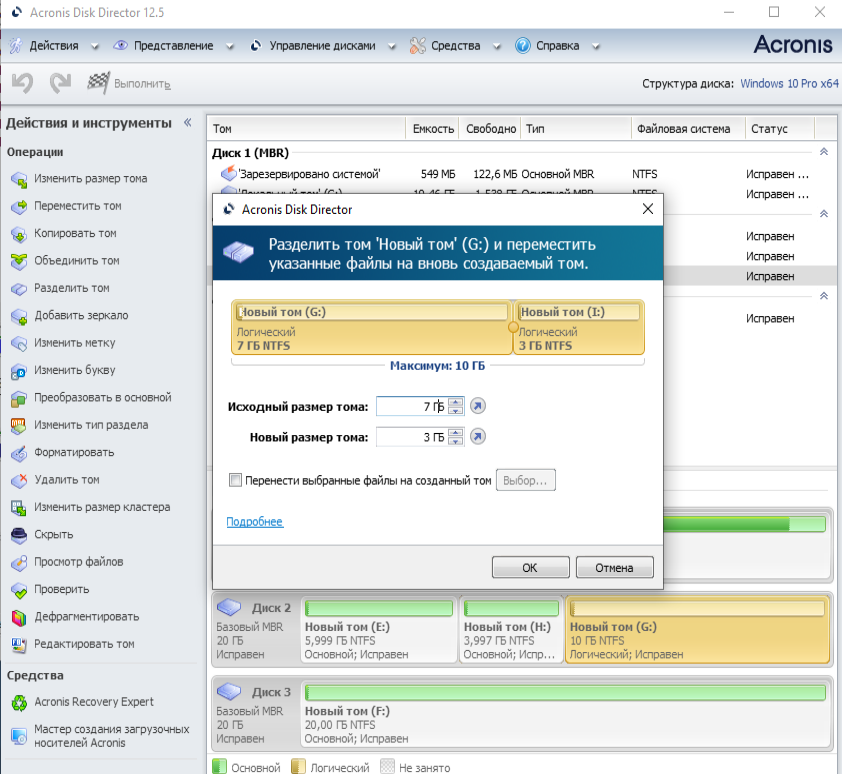 Acronis Disk Director 12.5
Действия Представление Управление дисками Средства Справка Acronis
Выполнить Структура диска: Windows 10 Pro x64
Действия и инструменты «
Операции
Изменить размер тома
Переместить том
Копировать том
Объединить том
Разделить том
Добавить зеркало
Изменить метку
Изменить букву
Преобразовать в основной
Изменить тип раздела
Форматировать
Удалить том
Изменить размер кластера
Скрыть
Просмотр файлов
Проверить
Дефрагментировать
Редактировать том
Средства
Acronis Recovery Expert
Мастер создания загрузочных
носителей Acronis
Том Емкость Свободно Тип Файловая система Статус
Диск 1 (MBR)
'Зарезервировано системой' 549 МБ 122,6 МБ Основной MBR NTFS Исправен ...
'Локальный том' (C:) Основной MBR NTFS Исправен ...
Исправен
Исправен
Исправен
Исправен
Acronis Disk Director
Разделить том 'Новый том' (G:) и переместить
указанные файлы на вновь создаваемый том.
Новый том (G:) Новый том (I:)
Логический Логический
7 ГБ NTFS 3 ГБ NTFS
Максимум: 10 ГБ
Исходный размер тома: 7 ГБ
Новый размер тома: 3 ГБ
Перенести выбранные файлы на созданный том Выбор...
Подробнее
OK Отмена
Диск 2
Базовый MBR
20 ГБ
Исправен
Новый том (E:)
5,999 ГБ NTFS
Основной; Исправен
Новый том (H:)
3,997 ГБ NTFS
Основной; Испр...
Новый том (G:)
10 ГБ NTFS
Логический; Исправен
Диск 3
Базовый MBR
20 ГБ
Исправен
Новый том (F:)
20,00 ГБ NTFS
Основной; Исправен
Основной Логический Не занято